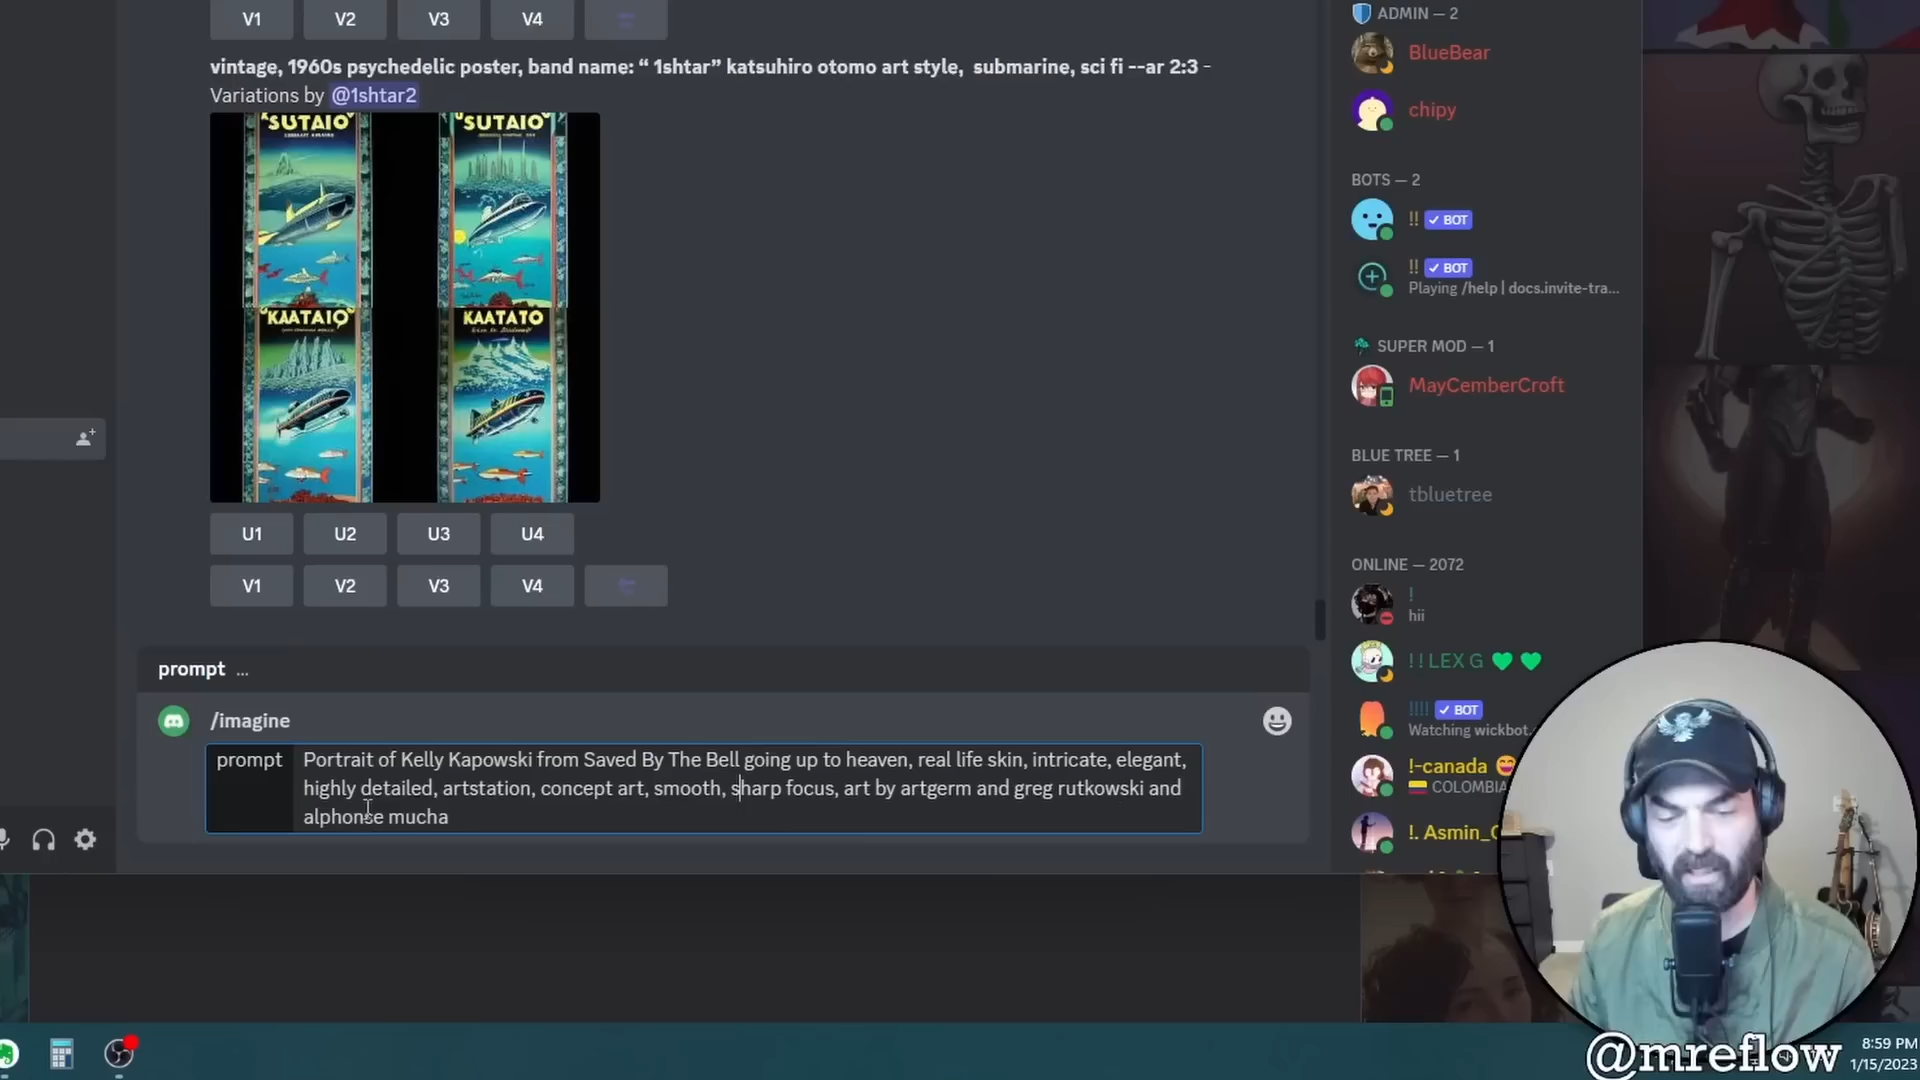 V1 V2 V3 V4
vintage, 1960s psychedelic poster, band name: “ 1shtar” katsuhiro otomo art style,  submarine, sci fi --ar 2:3 -
Variations by @1shtar2
"SUTAIO" "SUTAIO"
"KAATAIO" KAATATO
U1 U2 U3 U4
V1 V2 V3 V4
prompt ...
/imagine
prompt Portrait of Kelly Kapowski from Saved By The Bell going up to heaven, real life skin, intricate, elegant,
highly detailed, artstation, concept art, smooth, sharp focus, art by artgerm and greg rutkowski and
alphonse mucha
ADMIN — 2
BlueBear
chipy
BOTS — 2
!! ✓ BOT
!! ✓ BOT
Playing /help | docs.invite-tra...
SUPER MOD — 1
MayCemberCroft
BLUE TREE — 1
tbluetree
ONLINE — 2072
!
hii
! ! LEX G 💚 💚
!!!! ✓ BOT
Watching wickbot.
!-canada 😄
COLOMBIA
!. Asmin_
@mreflow
8:59 PM
1/15/2023